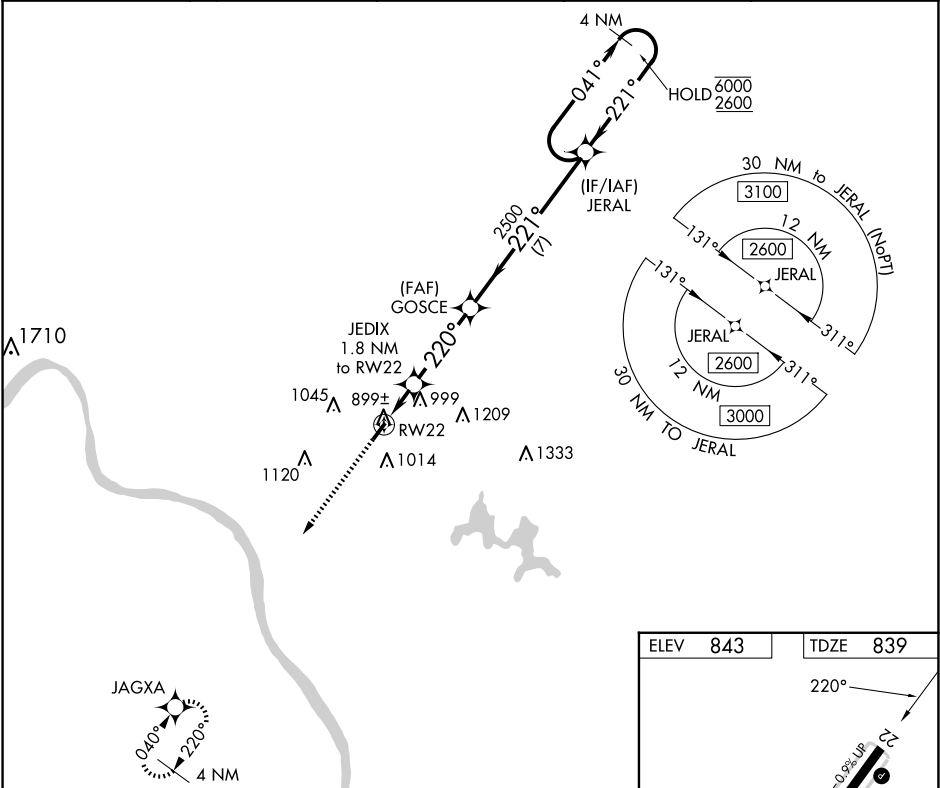 4 NM
041°
221°
HOLD 6000
2600
(IF/IAF)
JERAL
2500
221°
(7)
30 NM to JERAL (NoPT)
3100
12 NM
2600
131°
JERAL
311°
131°
JERAL
311°
2600
12 NM
3000
30 NM TO JERAL
(FAF)
GOSCE
220°
JEDIX
1.8 NM
to RW22
1710
1045
899±
999
1209
RW22
1120
1014
1333
JAGXA
040°
220°
4 NM
ELEV 843
TDZE 839
220°
22
0.9% UP
P